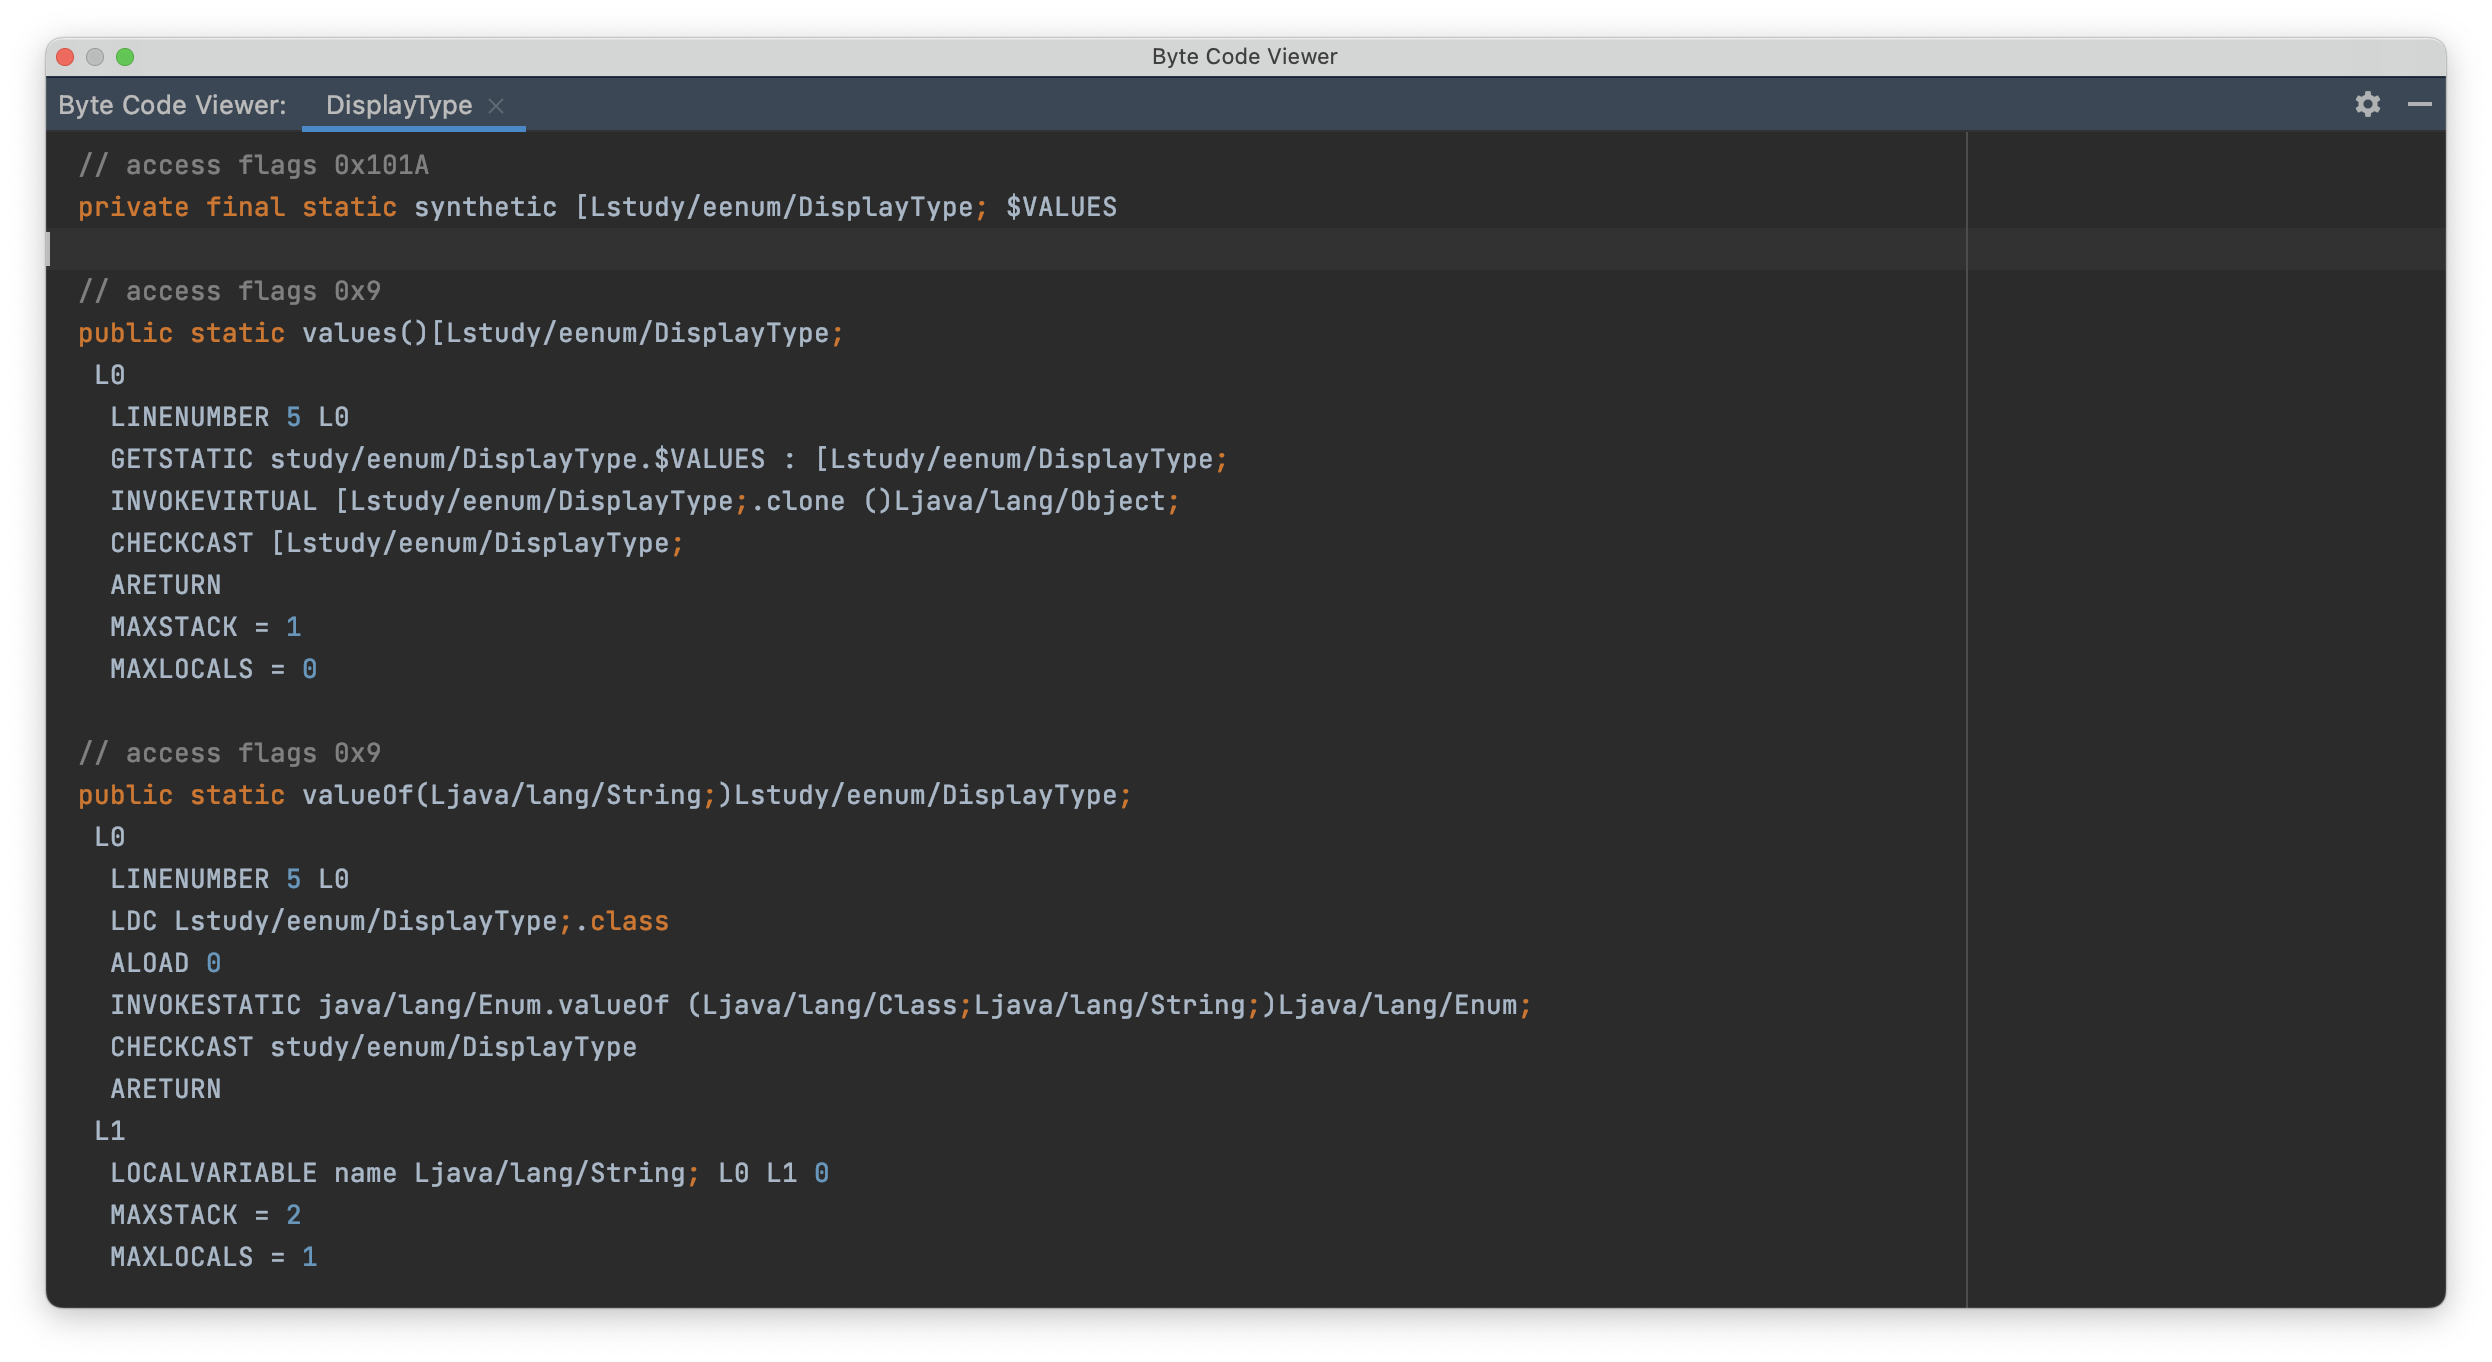 Byte Code Viewer
Byte Code Viewer: DisplayType
// access flags 0x101A
private final static synthetic [Lstudy/eenum/DisplayType; $VALUES
// access flags 0x9
public static values()[Lstudy/eenum/DisplayType;
L0
LINENUMBER 5 L0
GETSTATIC study/eenum/DisplayType.$VALUES : [Lstudy/eenum/DisplayType;
INVOKEVIRTUAL [Lstudy/eenum/DisplayType;.clone ()Ljava/lang/Object;
CHECKCAST [Lstudy/eenum/DisplayType;
ARETURN
MAXSTACK = 1
MAXLOCALS = 0
// access flags 0x9
public static valueOf(Ljava/lang/String;)Lstudy/eenum/DisplayType;
L0
LINENUMBER 5 L0
LDC Lstudy/eenum/DisplayType;.class
ALOAD 0
INVOKESTATIC java/lang/Enum.valueOf (Ljava/lang/Class;Ljava/lang/String;)Ljava/lang/Enum;
CHECKCAST study/eenum/DisplayType
ARETURN
L1
LOCALVARIABLE name Ljava/lang/String; L0 L1 0
MAXSTACK = 2
MAXLOCALS = 1